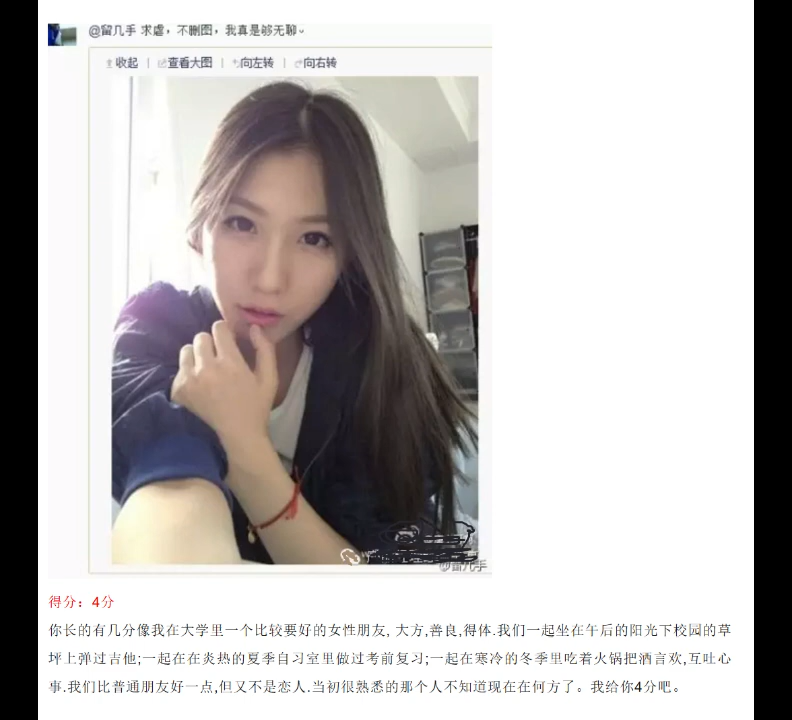 @留几手 求虐，不删图，我真是够无聊~
收起 | 查看大图 | 向左转 | 向右转
@留几手
得分：4分
你长的有几分像我在大学里一个比较要好的女性朋友, 大方,善良,得体.我们一起坐在午后的阳光下校园的草
坪上弹过吉他;一起在在炎热的夏季自习室里做过考前复习;一起在寒冷的冬季里吃着火锅把酒言欢,互吐心
事.我们比普通朋友好一点,但又不是恋人.当初很熟悉的那个人不知道现在在何方了。我给你4分吧。